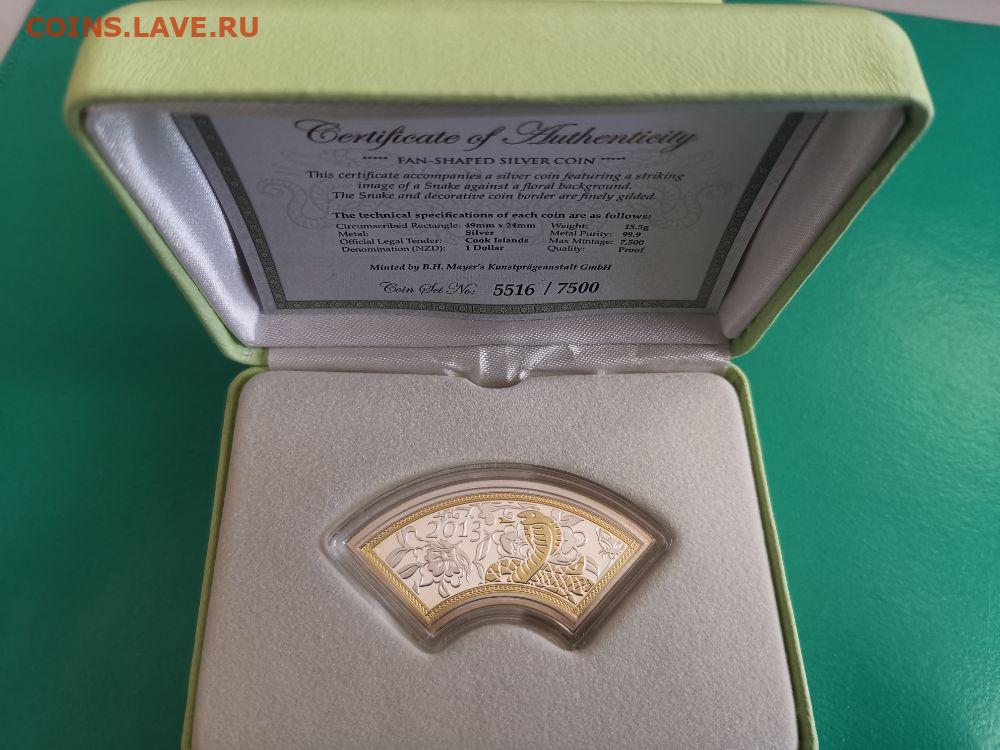 COINS.LAVE.RU
Certificate of Authenticity
***** FAN-SHAPED SILVER COIN *****
This certificate accompanies a silver coin featuring a striking
image of a Snake against a floral background.
The Snake and decorative coin border are finely gilded.
The technical specifications of each coin are as follows:
Circumscribed Rectangle: 49mm x 24mm Weight: 15.5g
Metal: Silver Metal Purity: 99.9
Official Legal Tender: Cook Islands Max Mintage: 7,500
Denomination (NZD): 1 Dollar Quality: Proof
Minted by B.H. Mayer's Kunstprägeanstalt GmbH
Coin Set No: 5516 / 7500
2013